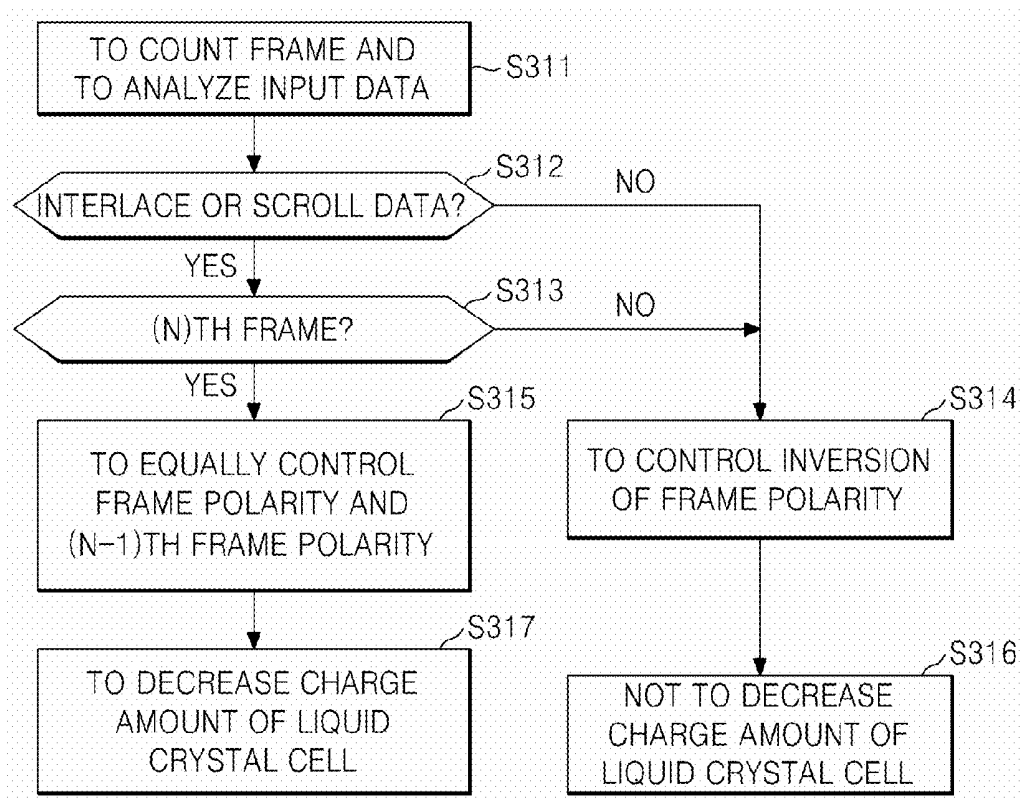 TO COUNT FRAME AND
TO ANALYZE INPUT DATA
S311
INTERLACE OR SCROLL DATA?
S312
NO
YES
(N)TH FRAME?
S313
NO
YES
S315
TO EQUALLY CONTROL
FRAME POLARITY AND
(N-1)TH FRAME POLARITY
S314
TO CONTROL INVERSION
OF FRAME POLARITY
S317
TO DECREASE CHARGE
AMOUNT OF LIQUID
CRYSTAL CELL
S316
NOT TO DECREASE
CHARGE AMOUNT OF
LIQUID CRYSTAL CELL